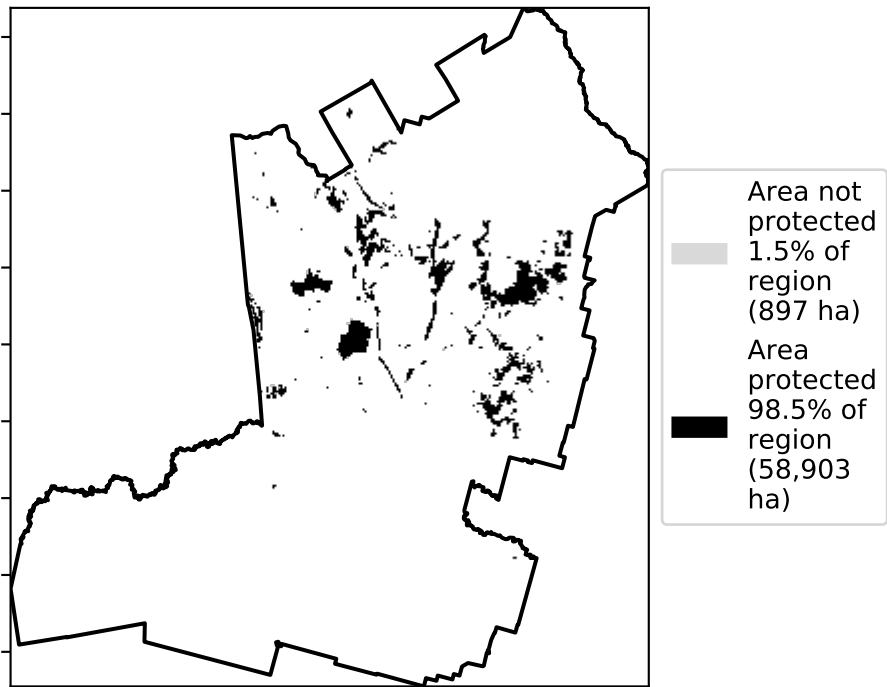 Area not
protected
1.5% of
region
(897 ha)
Area
protected
98.5% of
region
(58,903
ha)